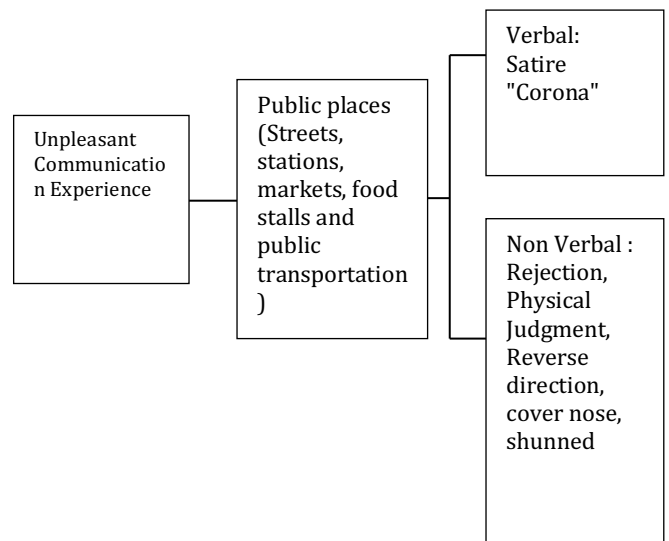 Unpleasant
Communicatio
n Experience
Public places
(Streets,
stations,
markets, food
stalls and
public
transportation
)
Verbal:
Satire
"Corona"
Non Verbal :
Rejection,
Physical
Judgment,
Reverse
direction,
cover nose,
shunned